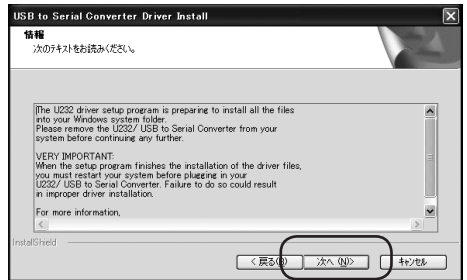 USB to Serial Converter Driver Install
情報
次のテキストをお読みください。
The U232 driver setup program is preparing to install all the files
into your Windows system folder.
Please remove the U232/ USB to Serial Converter from your
system before continuing any further.
VERY IMPORTANT:
When the setup program finishes the installation of the driver files,
you must restart your system before plugging in your
U232/ USB to Serial Converter. Failure to do so could result
in improper driver installation.
For more information,
InstallShield
< 戻る(B)
次へ (N)>
キャンセル